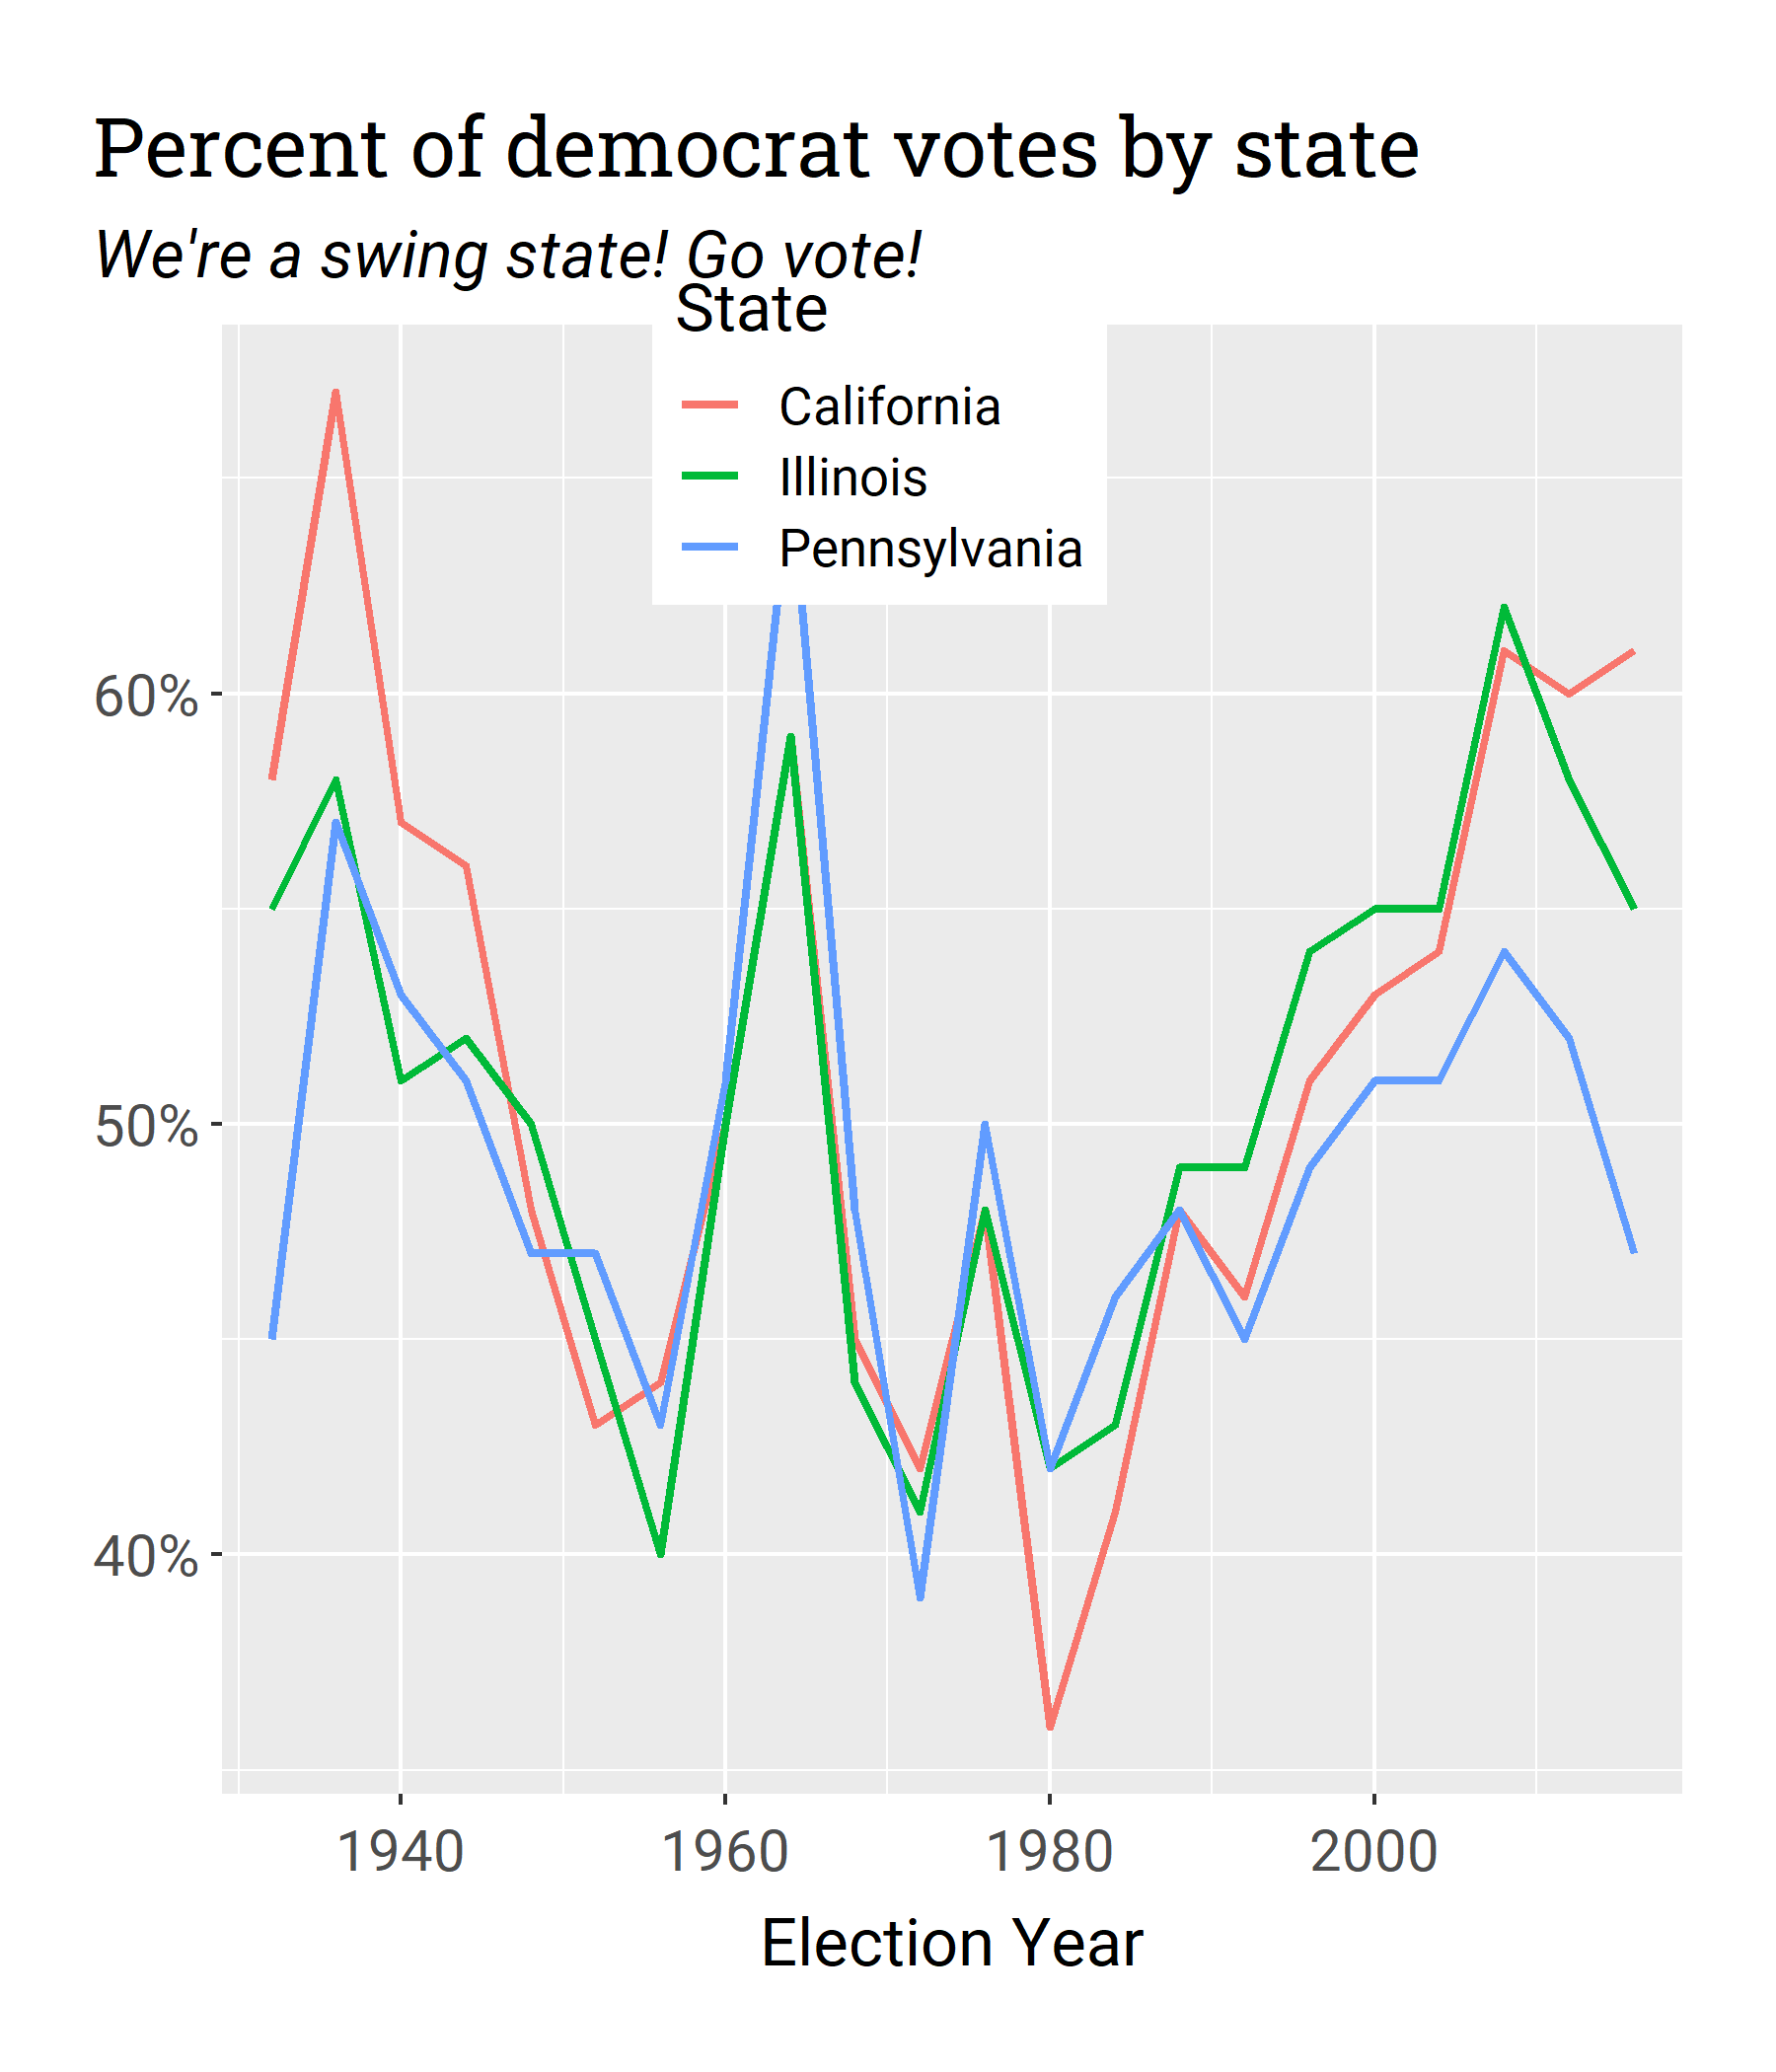 Percent of democrat votes by state
We're a swing state! Go vote!
State
California
Illinois
Pennsylvania
60%
50%
40%
1940 1960 1980 2000
Election Year